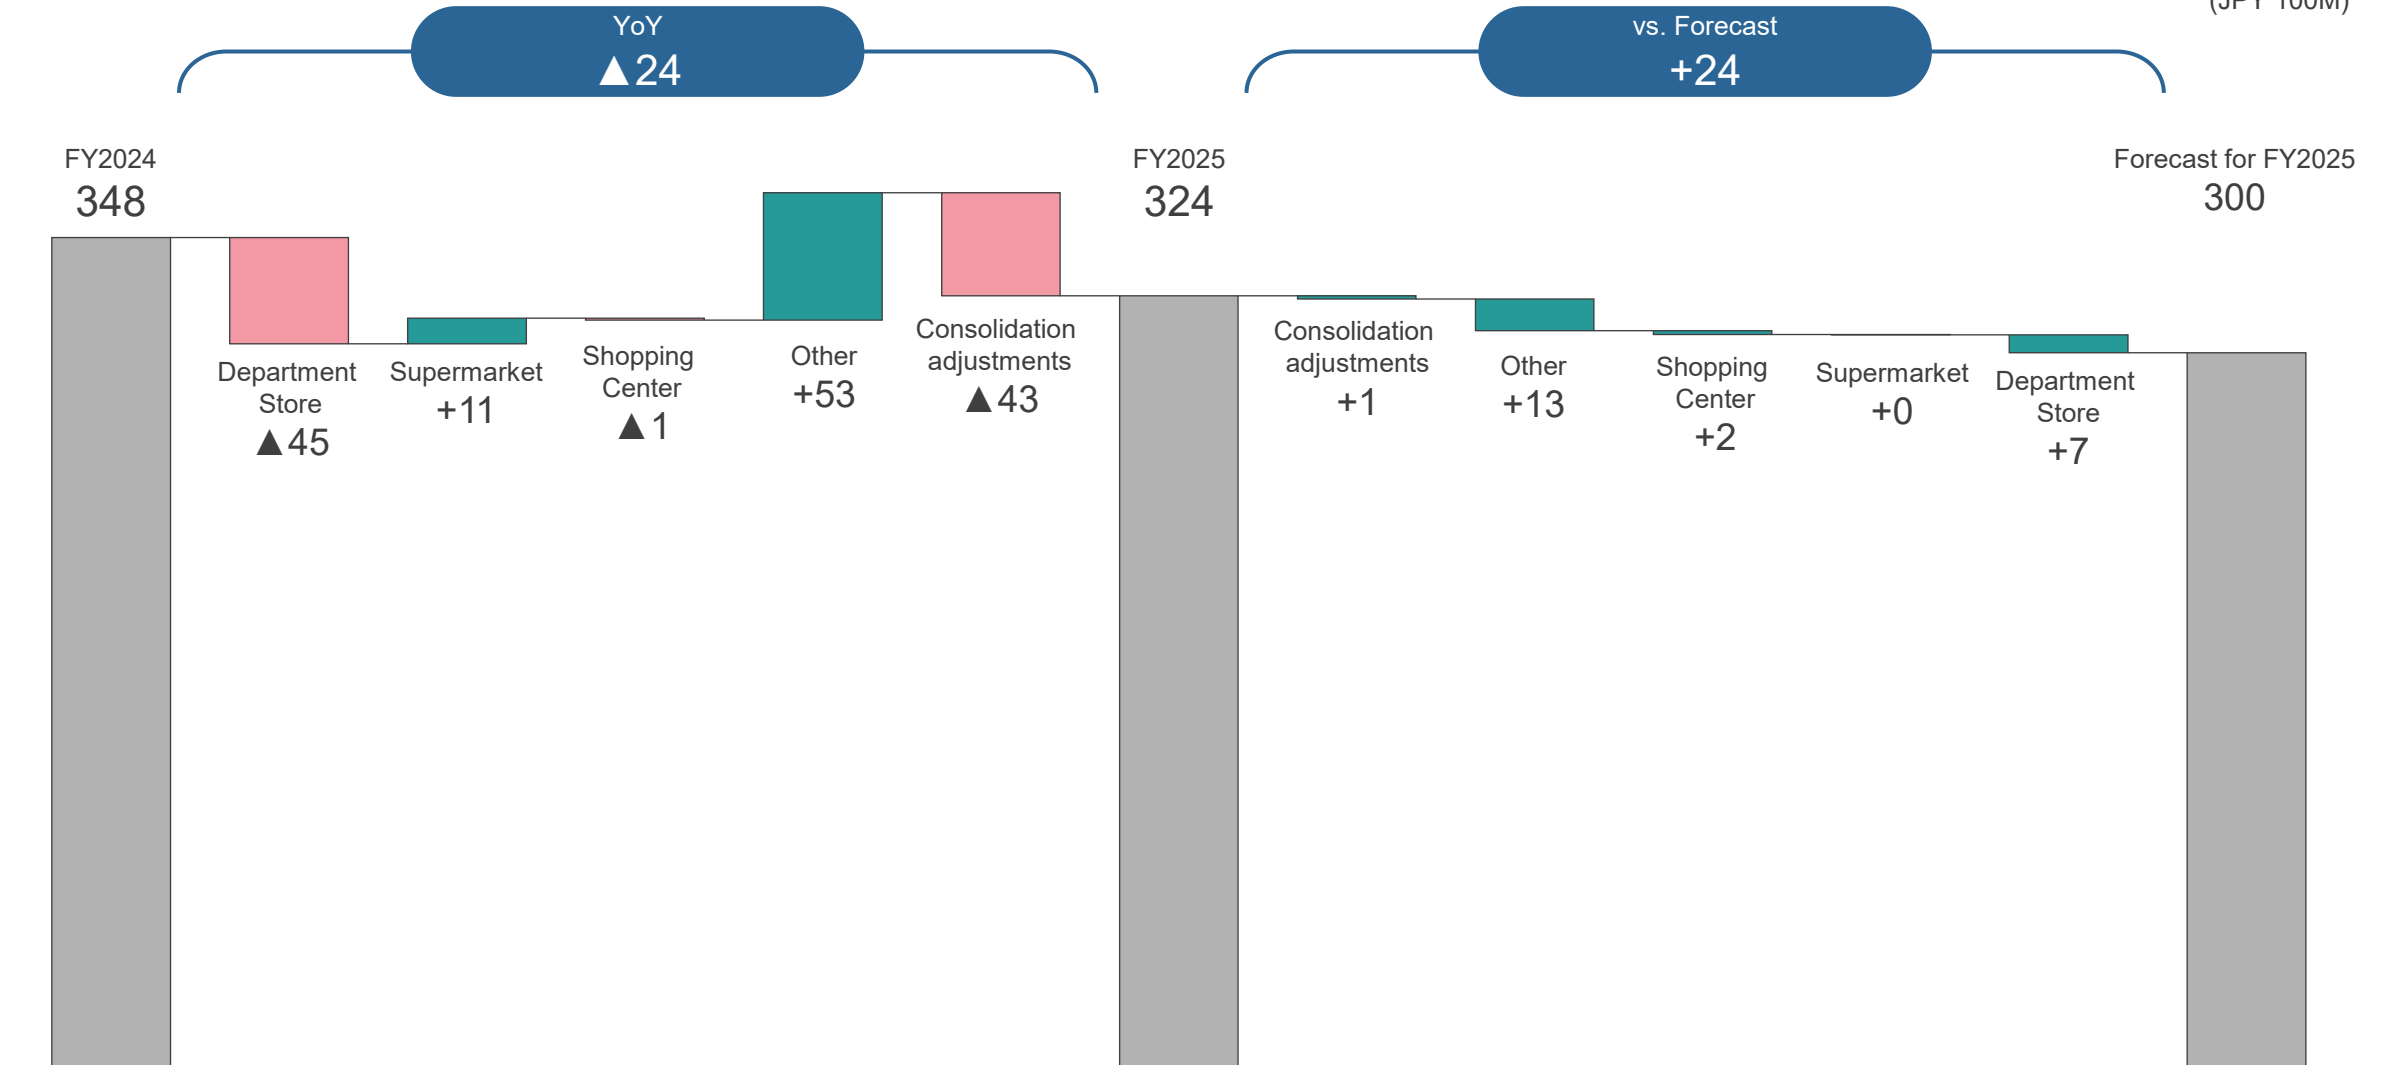 (JPY 100M)
YoY
▲24
vs. Forecast
+24
FY2024
348
FY2025
324
Forecast for FY2025
300
Department
Store
▲45
Supermarket
+11
Shopping
Center
▲1
Other
+53
Consolidation
adjustments
▲43
Consolidation
adjustments
+1
Other
+13
Shopping
Center
+2
Supermarket
+0
Department
Store
+7